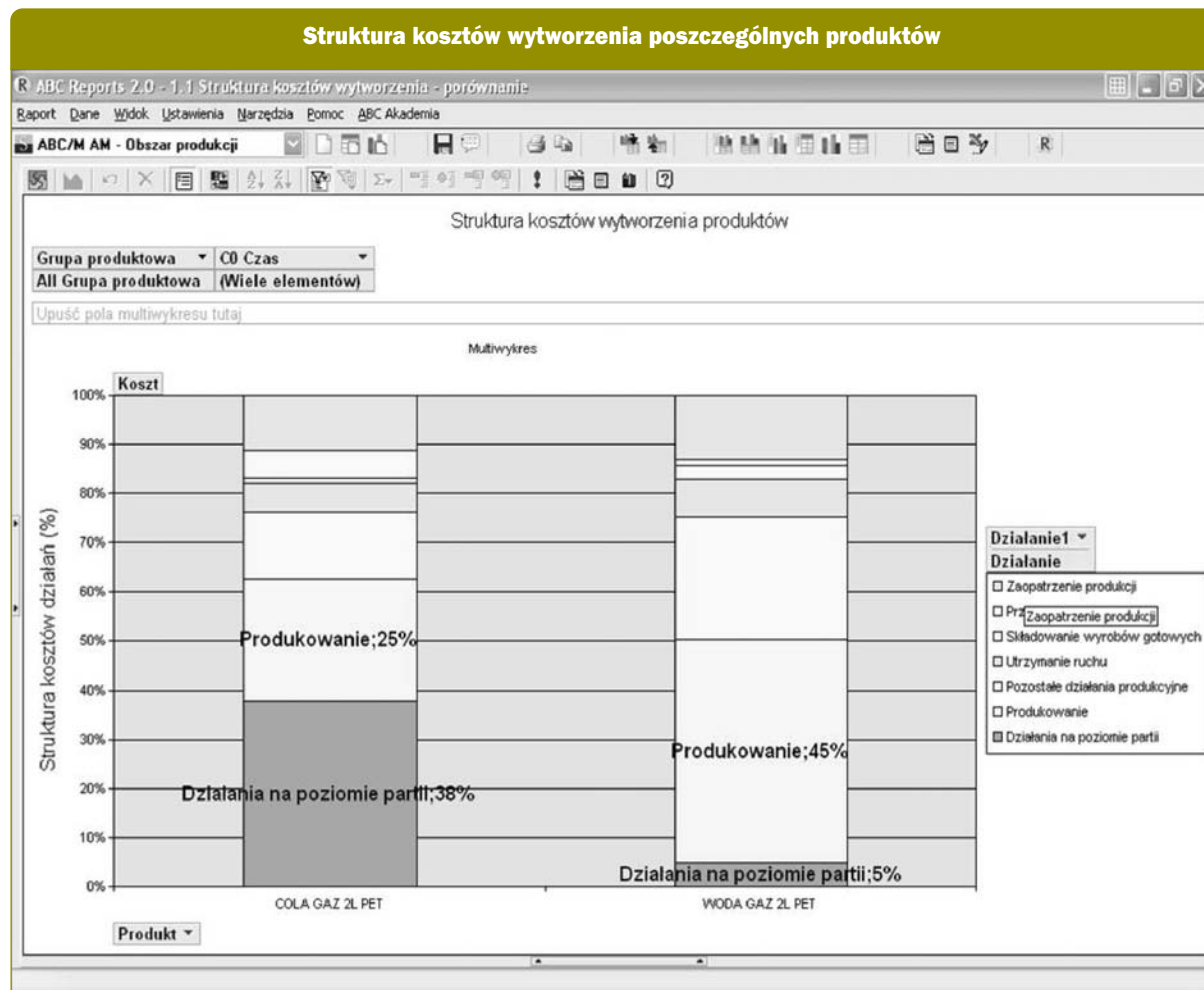 Struktura kosztów wytworzenia poszczególnych produktów
R ABC Reports 2.0 - 1.1 Struktura kosztów wytworzenia - porównanie
Raport Dane Widok Ustawienia Narzędzia Pomoc ABC Akademia
ABC/M AM - Obszar produkcji
R
Struktura kosztów wytworzenia produktów
Grupa produktowa C0 Czas
All Grupa produktowa (Wiele elementów)
Upuść pola multiwykresu tutaj
Multiwykres
Koszt
100%
90%
80%
70%
60%
50%
40%
30%
20%
10%
0%
Struktura kosztów działań (%)
Produkowanie;25%
Dzialania na poziomie partii;38%
Produkowanie;45%
Dzialania na poziomie partii;5%
COLA GAZ 2L PET
WODA GAZ 2L PET
Produkt
Dzialanie1
Dzialanie
Zaopatrzenie produkcji
Zaopatrzenie produkcji
Składowanie wyrobów gotowych
Utrzymanie ruchu
Pozostałe działania produkcyjne
Produkowanie
Działania na poziomie partii